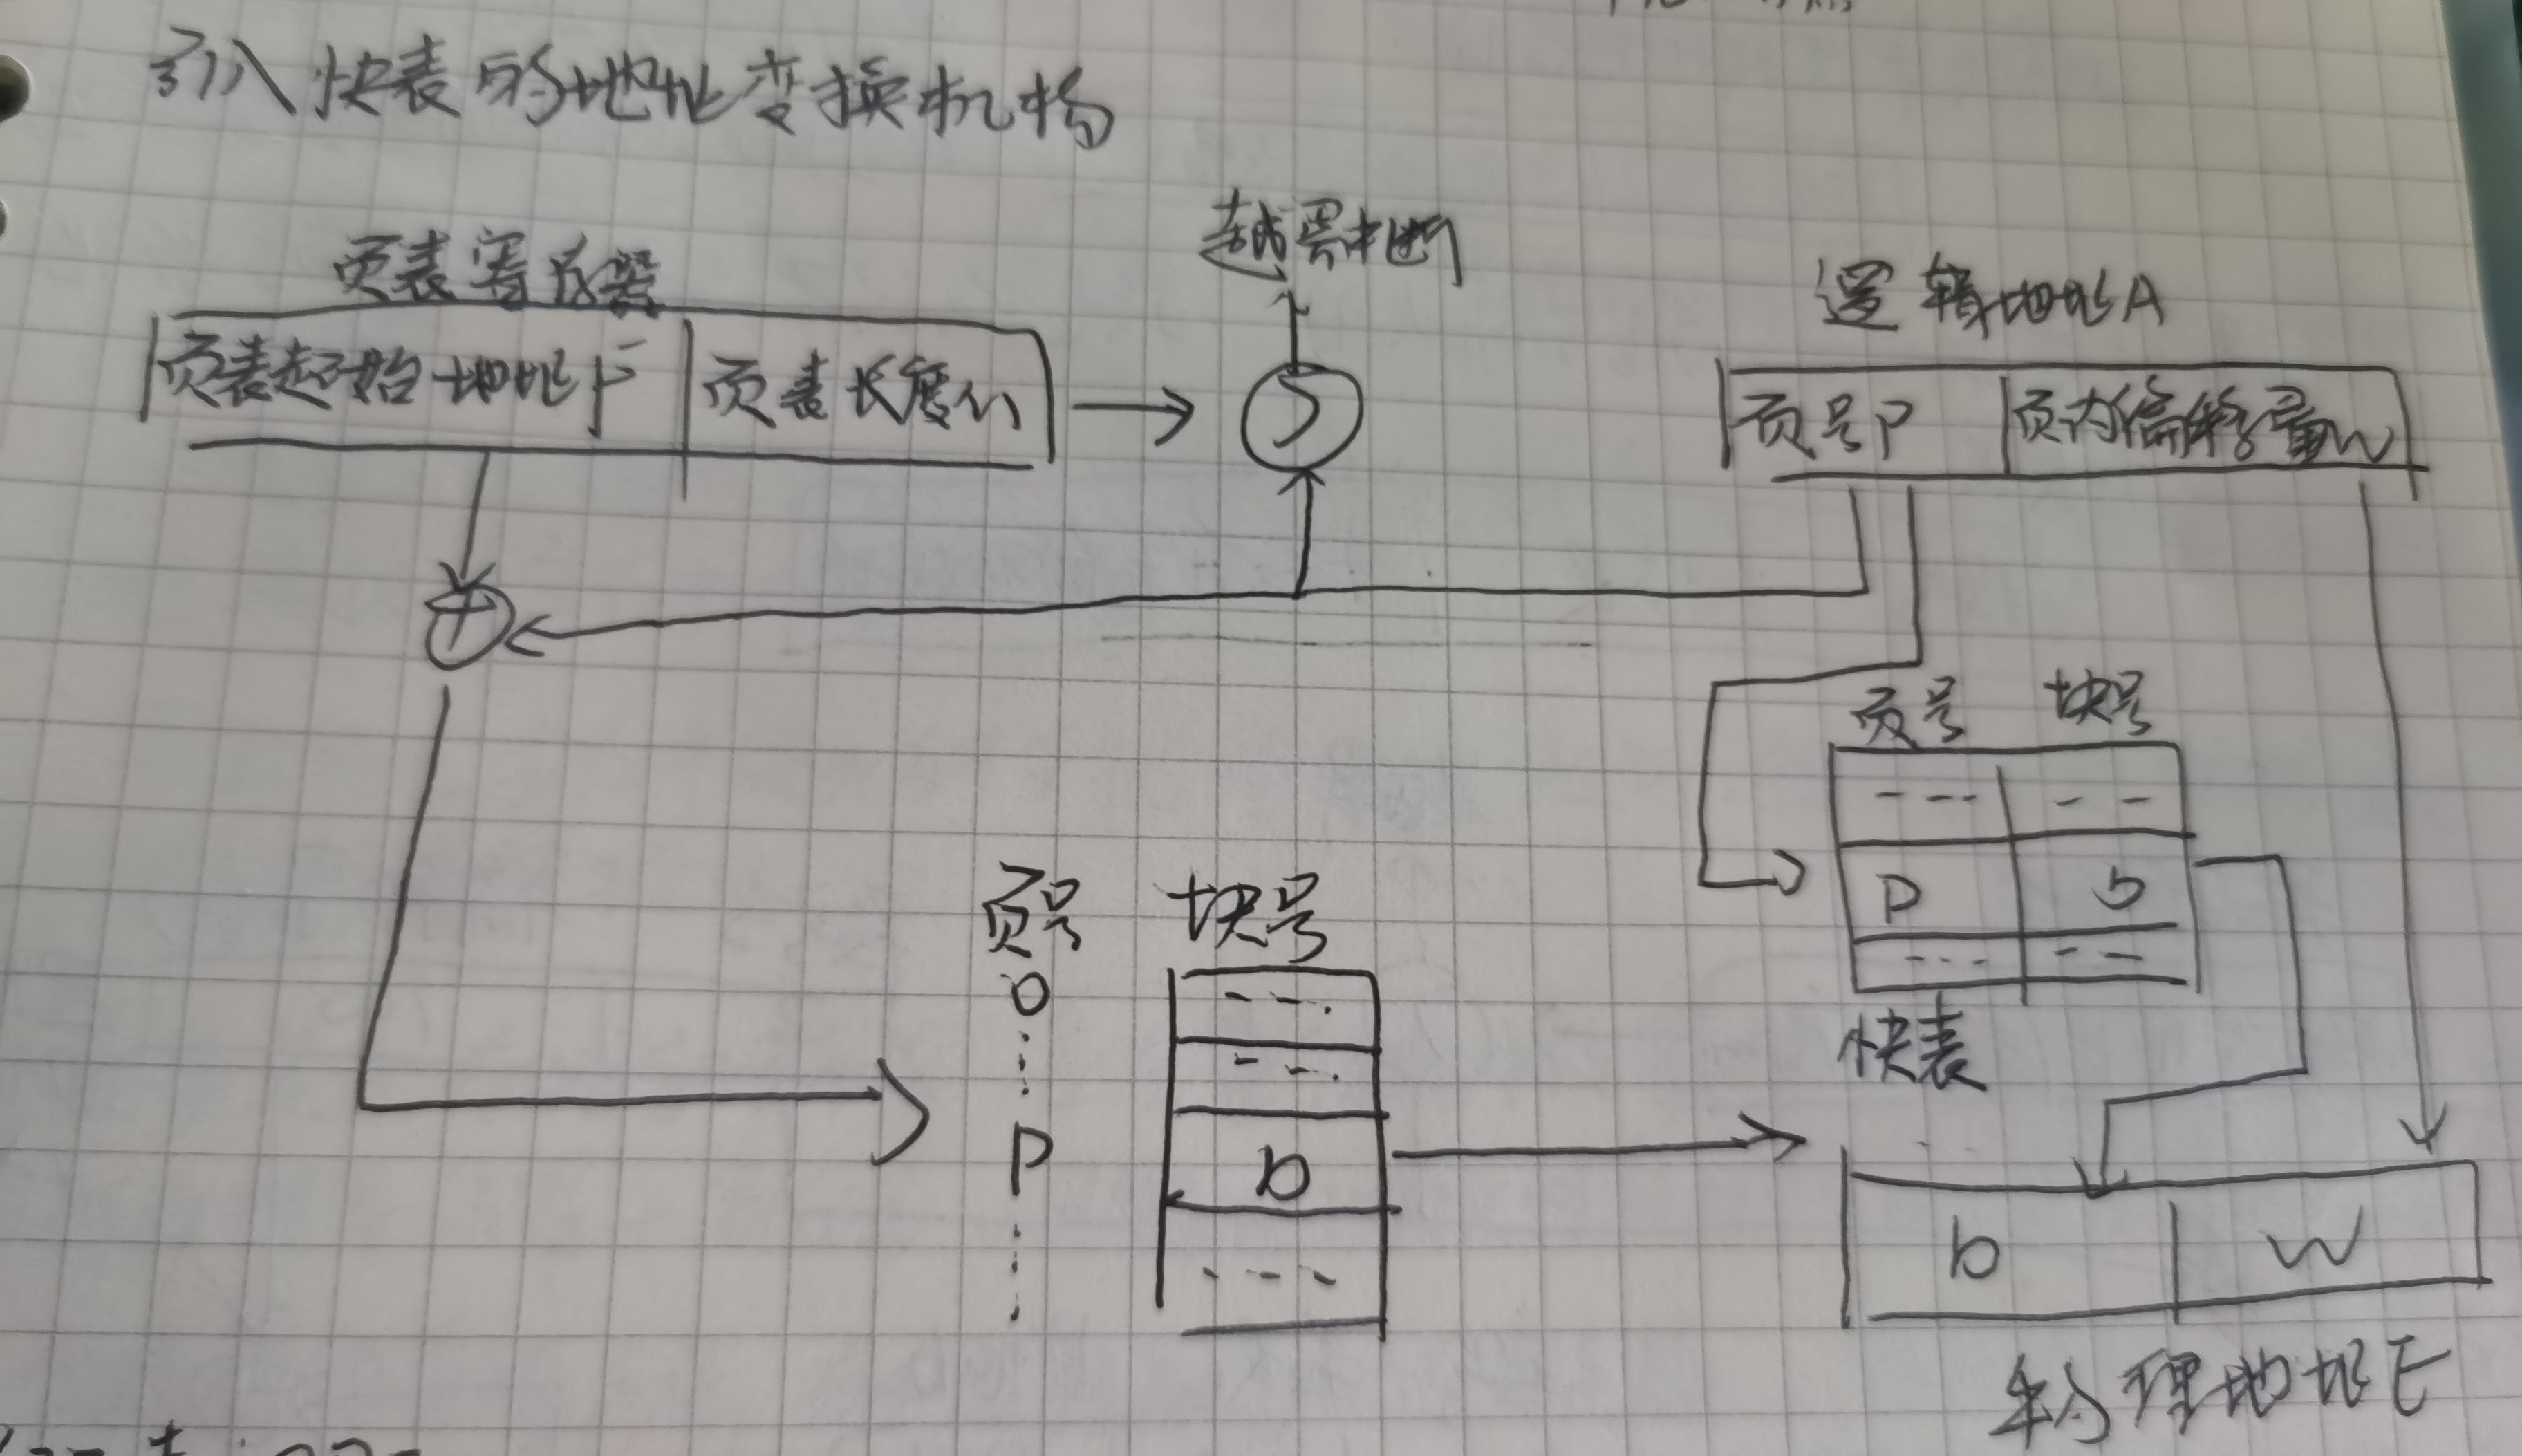 引入快表的地址变换机构
越界中断
页表寄存器
逻辑地址A
页表起始地址F
页表长度M
页号P
页内偏移量W
页号 块号
--- --
P b
--- --
快表
页号 块号
0
P
b
b W
物理地址E